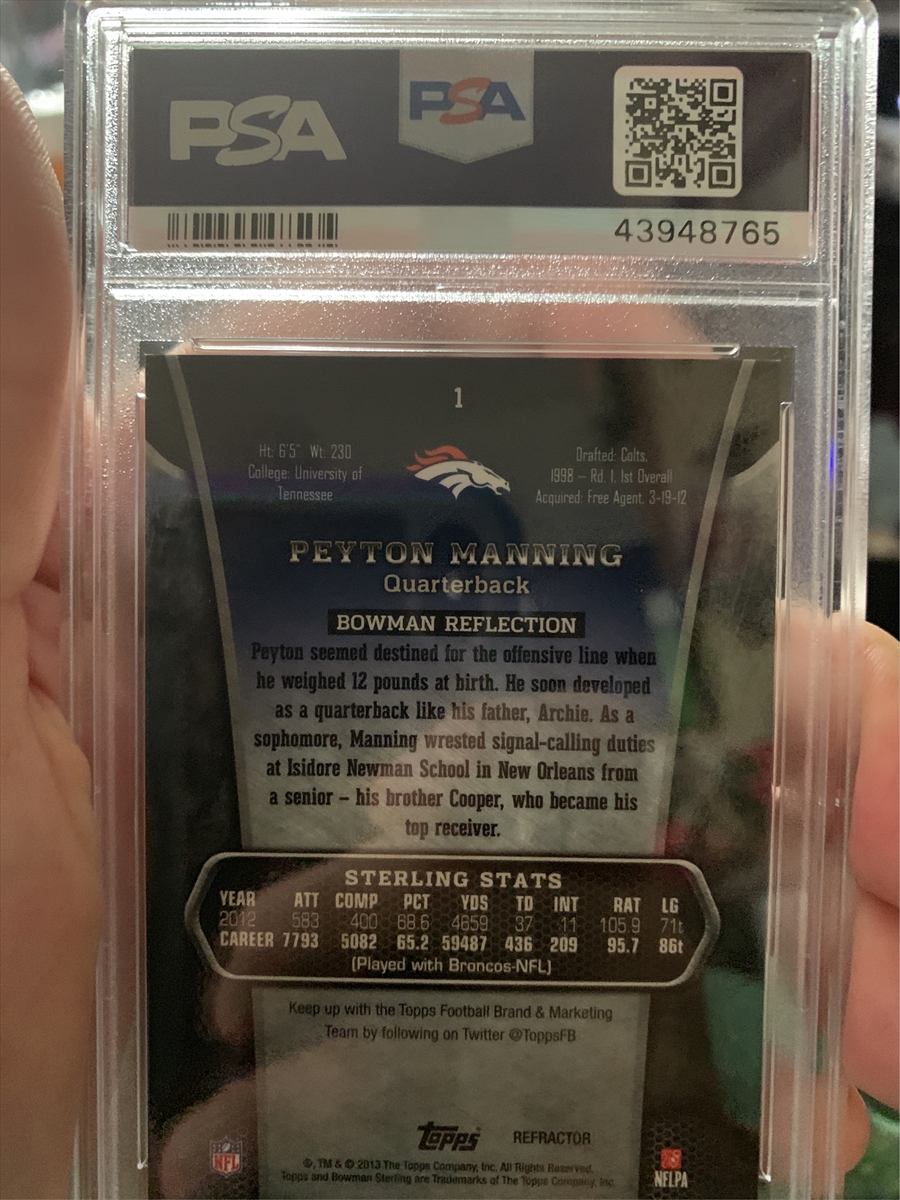 PSA PSA
43948765
1
Ht: 6'5" Wt: 230
College: University of
Tennessee
Drafted: Colts,
1998 – Rd. 1, 1st Overall
Acquired: Free Agent, 3-19-12
PEYTON MANNING
Quarterback
BOWMAN REFLECTION
Peyton seemed destined for the offensive line when
he weighed 12 pounds at birth. He soon developed
as a quarterback like his father, Archie. As a
sophomore, Manning wrested signal-calling duties
at Isidore Newman School in New Orleans from
a senior – his brother Cooper, who became his
top receiver.
STERLING STATS
YEAR ATT COMP PCT YDS TD INT RAT LG
2012 583 400 68.6 4659 37 11 105.9 71t
CAREER 7793 5082 65.2 59487 436 209 95.7 86t
(Played with Broncos-NFL)
Keep up with the Topps Football Brand & Marketing
Team by following on Twitter @ToppsFB
Topps REFRACTOR
NFL
NFLPA
®, TM & © 2013 The Topps Company, Inc. All Rights Reserved.
Topps and Bowman Sterling are Trademarks of The Topps Company, Inc.